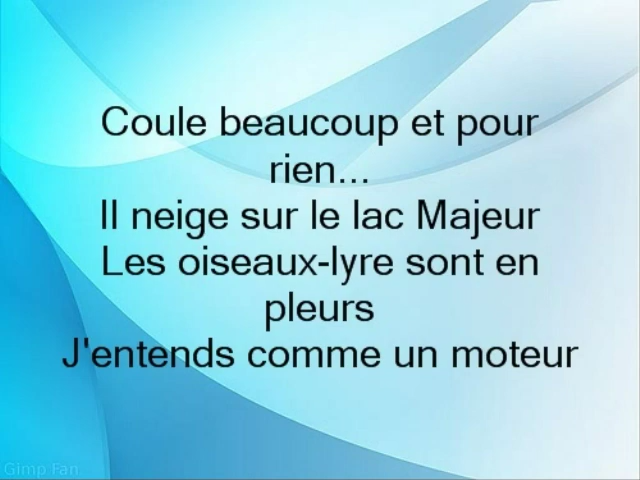 Coule beaucoup et pour
rien...
Il neige sur le lac Majeur
Les oiseaux-lyre sont en
pleurs
J'entends comme un moteur
Gimp Fan